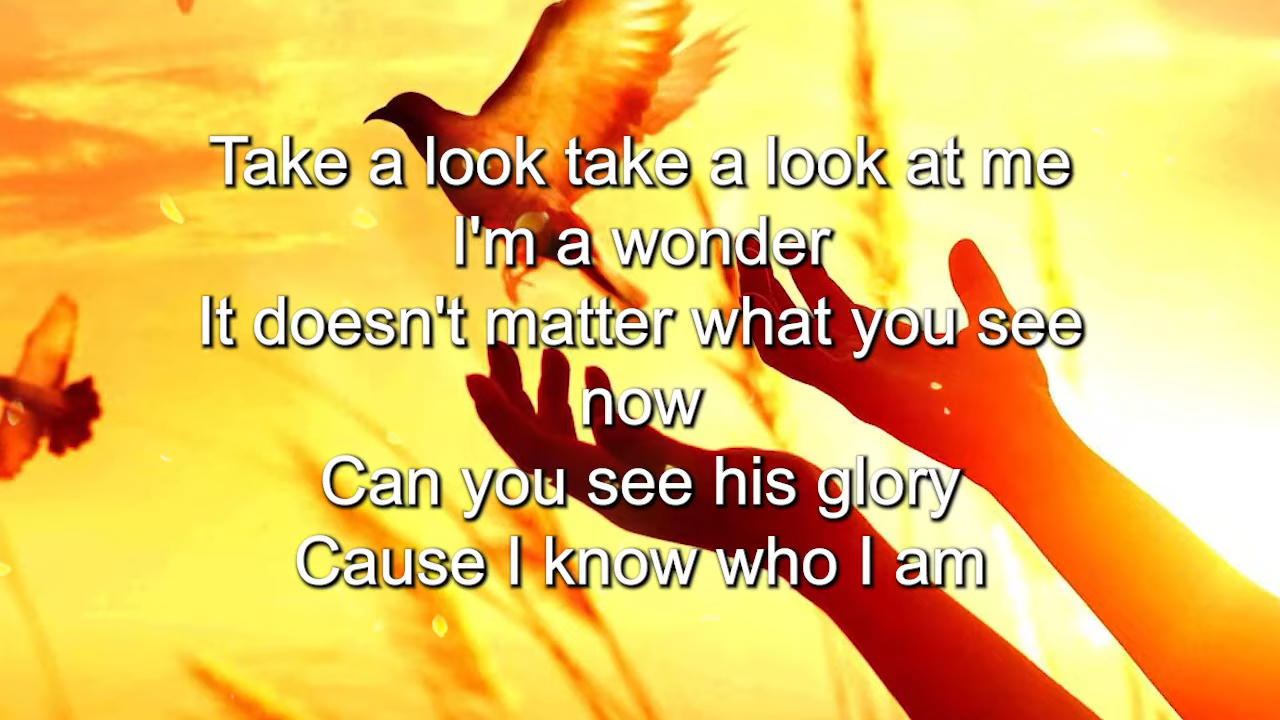 Take a look take a look at me
I'm a wonder
It doesn't matter what you see
now
Can you see his glory
Cause I know who I am